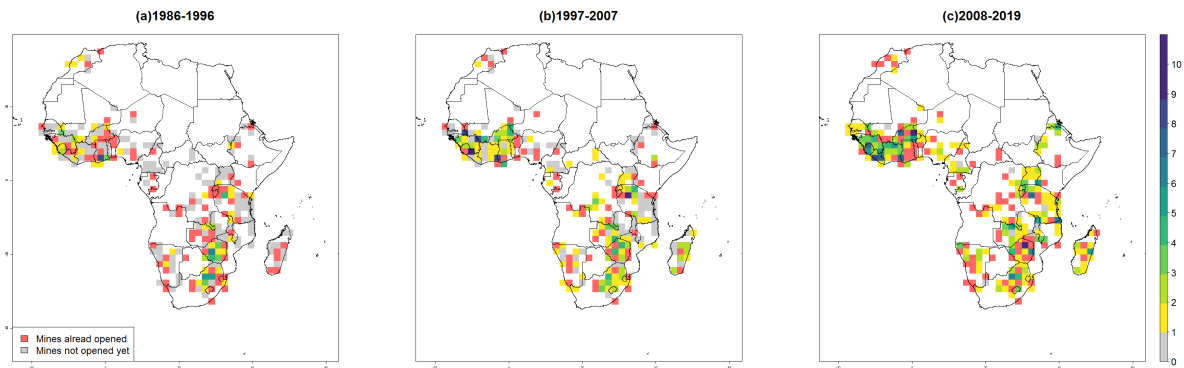 (a)1986-1996
(b)1997-2007
(c)2008-2019
10
9
8
7
6
5
4
3
2
1
0
Mines alread opened
Mines not opened yet